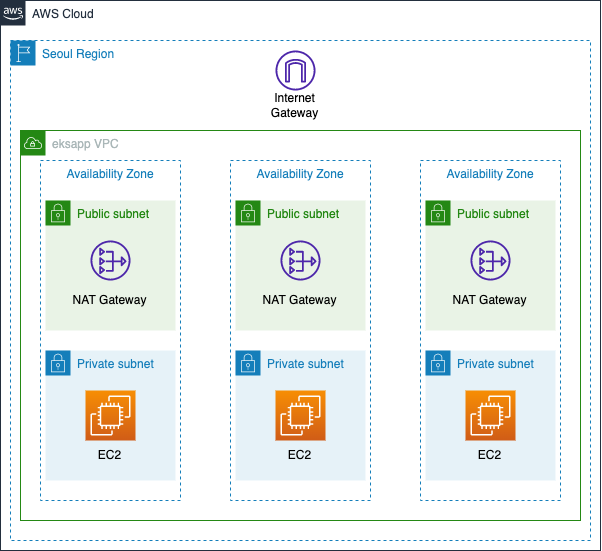 aws
AWS Cloud
Seoul Region
Internet
Gateway
eksapp VPC
Availability Zone
Availability Zone
Availability Zone
Public subnet
Public subnet
Public subnet
NAT Gateway
NAT Gateway
NAT Gateway
Private subnet
Private subnet
Private subnet
EC2
EC2
EC2